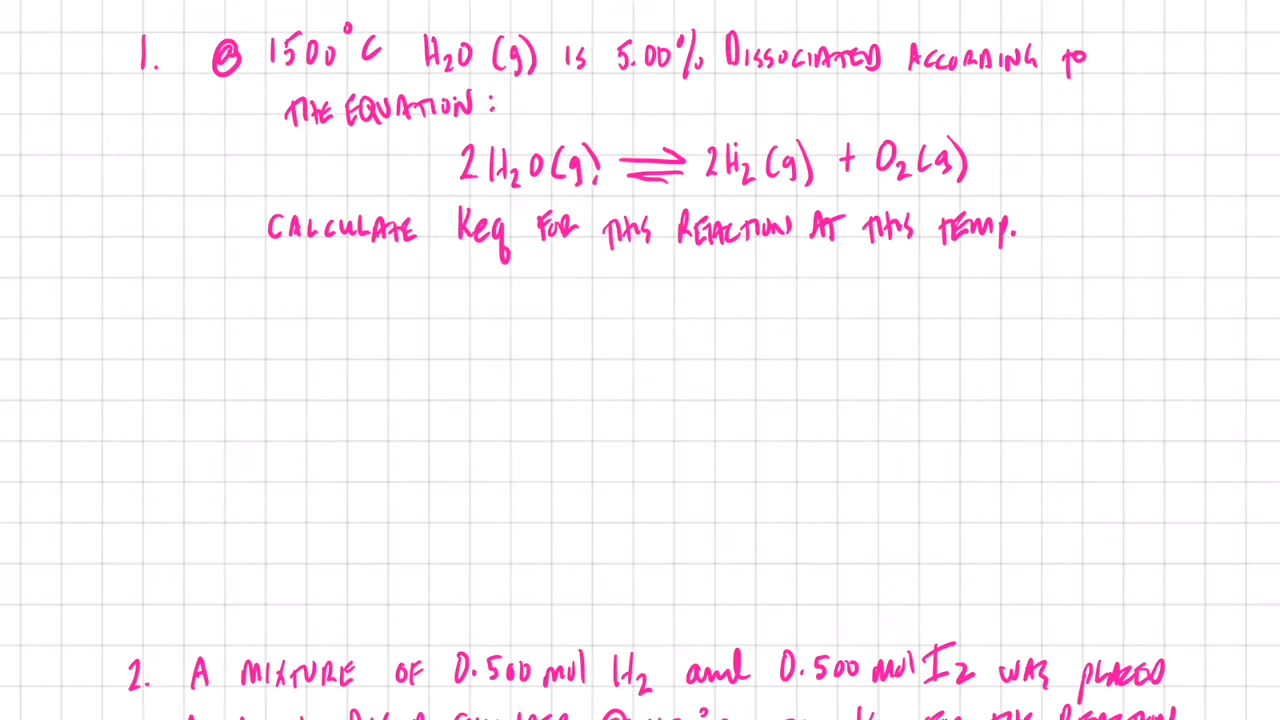 1. @ 1500°C H₂O (g) IS 5.00% DISSOCIATED ACCORDING TO
THE EQUATION:
2H₂O(g) ⇌ 2H₂(g) + O₂(g)
CALCULATE Keq FOR THIS REACTION AT THIS TEMP.
2. A MIXTURE OF 0.500 mol H₂ and 0.500 mol I₂ WAS PLACED
REACTION